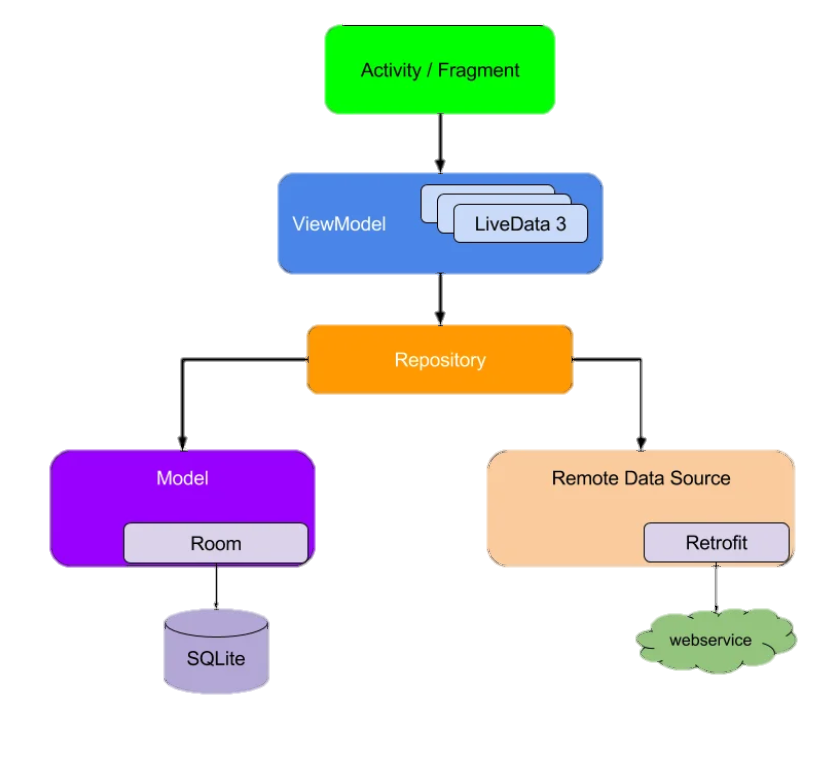 Activity / Fragment
ViewModel
LiveData 3
Repository
Model
Remote Data Source
Room
Retrofit
SQLite
webservice